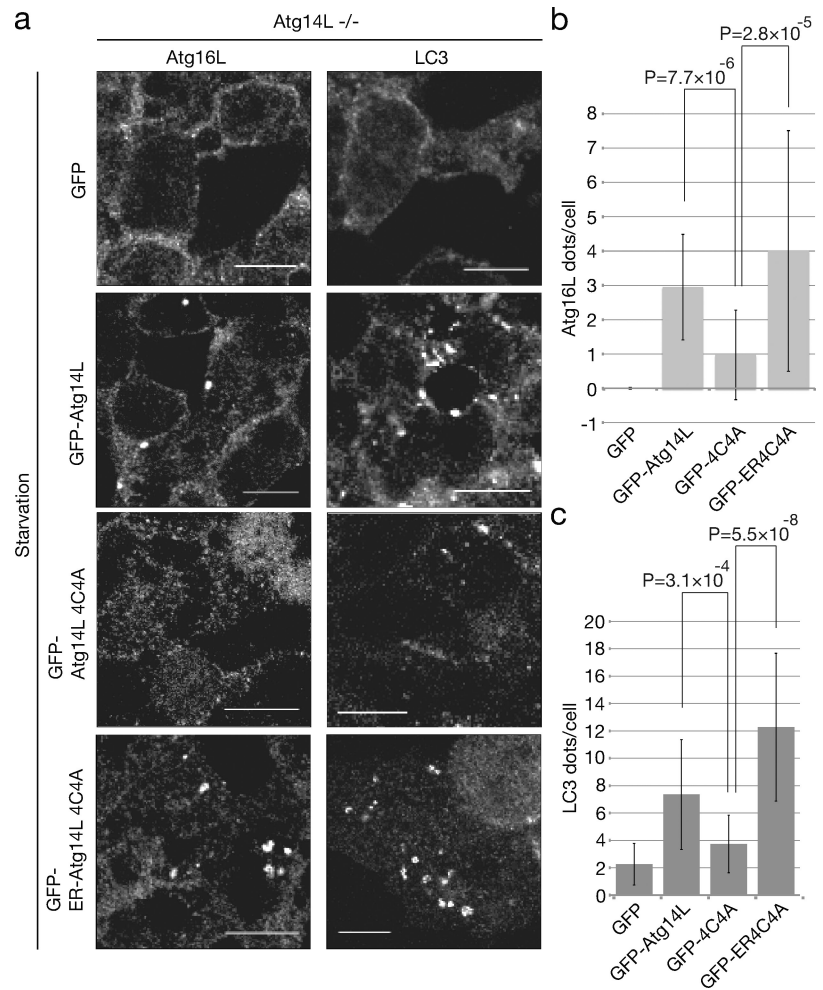 a
Atg14L -/-
Atg16L
LC3
Starvation
GFP
GFP-Atg14L
GFP-
Atg14L 4C4A
GFP-
ER-Atg14L 4C4A
b
P=2.8×10-5
P=7.7×10-6
Atg16L dots/cell
8
7
6
5
4
3
2
1
0
-1
GFP
GFP-Atg14L
GFP-4C4A
GFP-ER4C4A
c
P=5.5×10-8
P=3.1×10-4
LC3 dots/cell
20
18
16
14
12
10
8
6
4
2
0
GFP
GFP-Atg14L
GFP-4C4A
GFP-ER4C4A